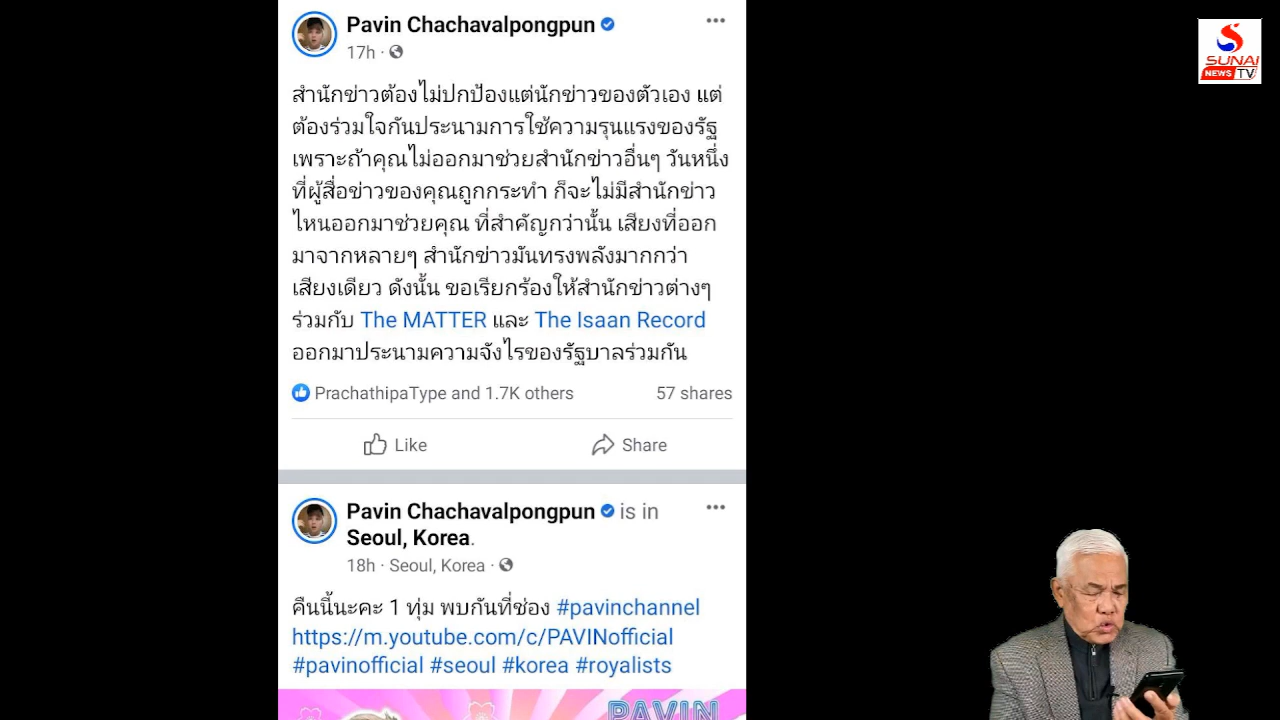 Pavin Chachavalpongpun
17h
สำนักข่าวต้องไม่ปกป้องแต่นักข่าวของตัวเอง แต่
ต้องร่วมใจกันประนามการใช้ความรุนแรงของรัฐ
เพราะถ้าคุณไม่ออกมาช่วยสำนักข่าวอื่นๆ วันหนึ่ง
ที่ผู้สื่อข่าวของคุณถูกกระทำ ก็จะไม่มีสำนักข่าว
ไหนออกมาช่วยคุณ ที่สำคัญกว่านั้น เสียงที่ออก
มาจากหลายๆ สำนักข่าวมันทรงพลังมากกว่า
เสียงเดียว ดังนั้น ขอเรียกร้องให้สำนักข่าวต่างๆ
ร่วมกับ The MATTER และ The Isaan Record
ออกมาประนามความจังไรของรัฐบาลร่วมกัน
PrachathipaType and 1.7K others 57 shares
Like Share
Pavin Chachavalpongpun is in
Seoul, Korea.
18h · Seoul, Korea ·
คืนนี้นะคะ 1 ทุ่ม พบกันที่ช่อง #pavinchannel
https://m.youtube.com/c/PAVINofficial
#pavinofficial #seoul #korea #royalists
PAVIN
SUNAI
NEWS TV